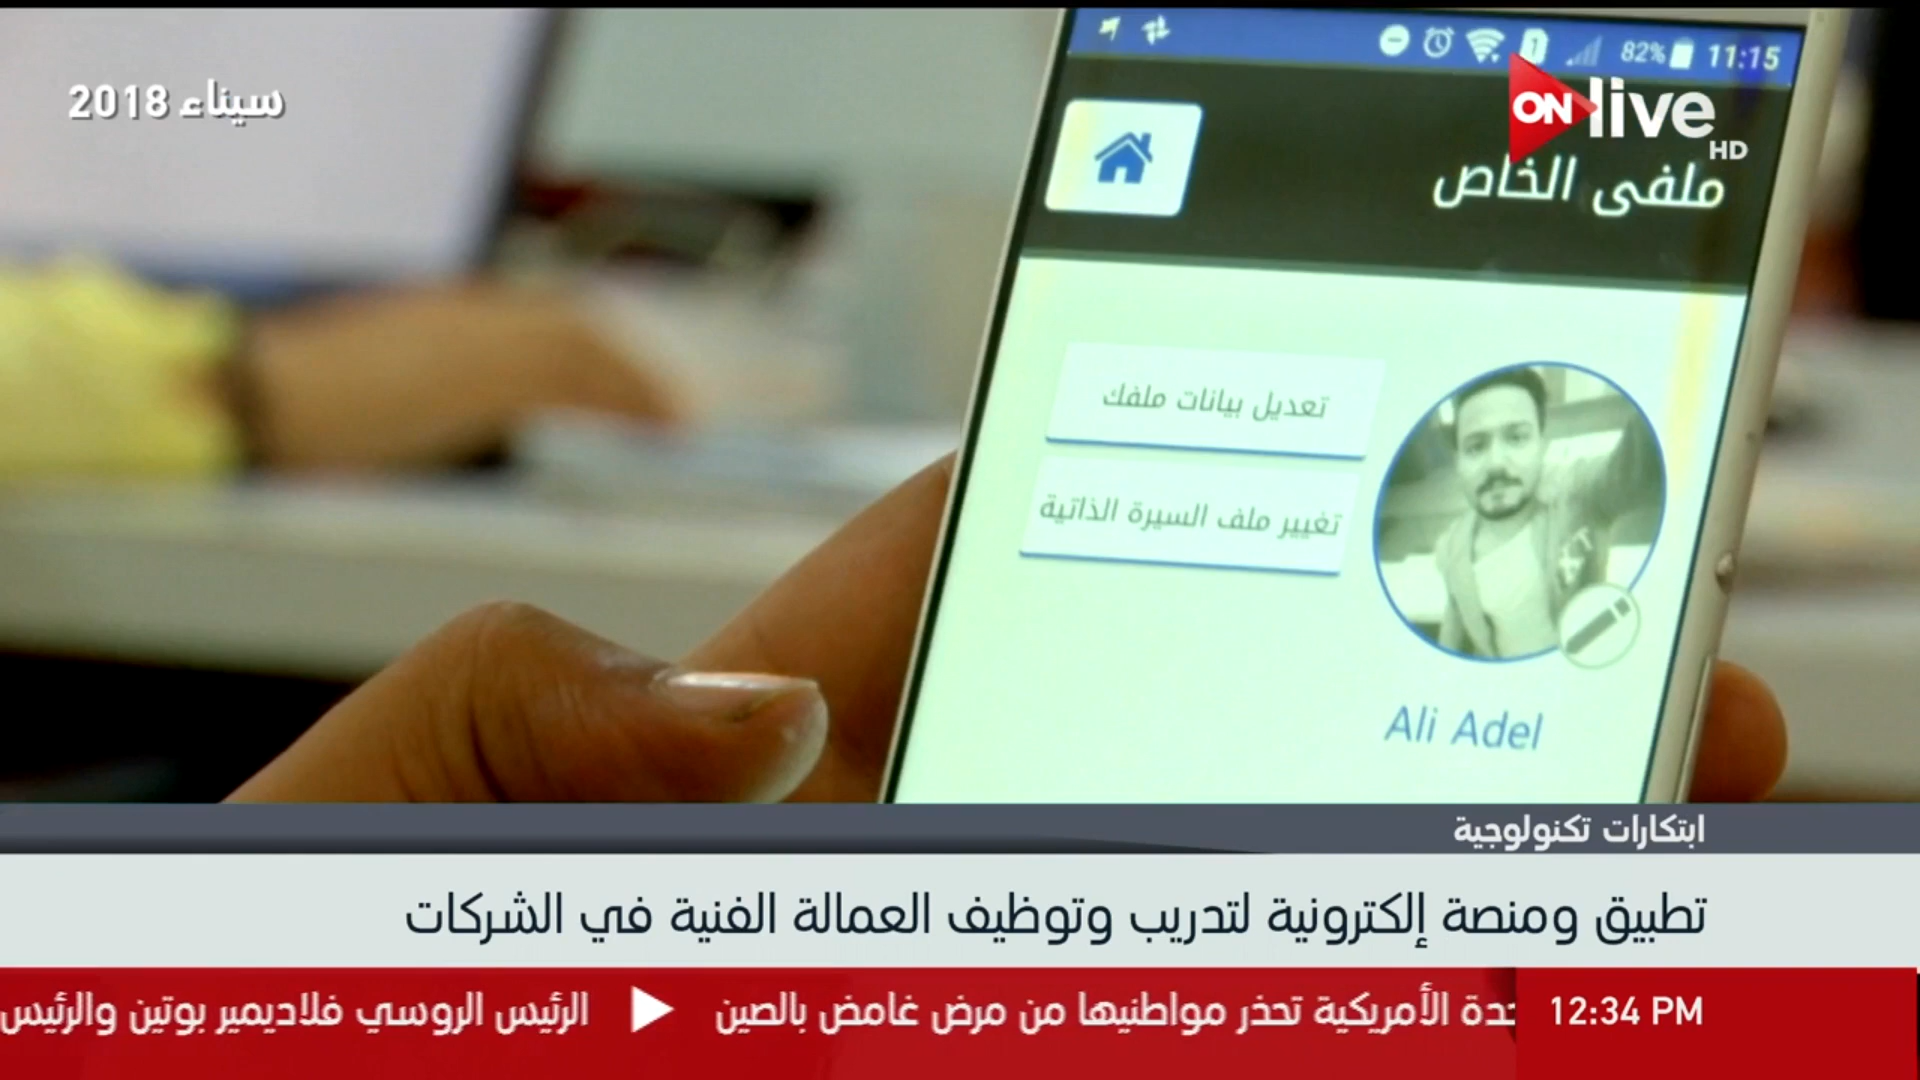 سيناء 2018
82% 11:15
ON live
HD
ملفى الخاص
تعديل بيانات ملفك
تغيير ملف السيرة الذاتية
Ali Adel
ابتكارات تكنولوجية
تطبيق ومنصة إلكترونية لتدريب وتوظيف العمالة الفنية في الشركات
الأمريكية تحذر مواطنيها من مرض غامض بالصين ◀ الرئيس الروسي فلاديمير بوتين والرئيس
12:34 PM